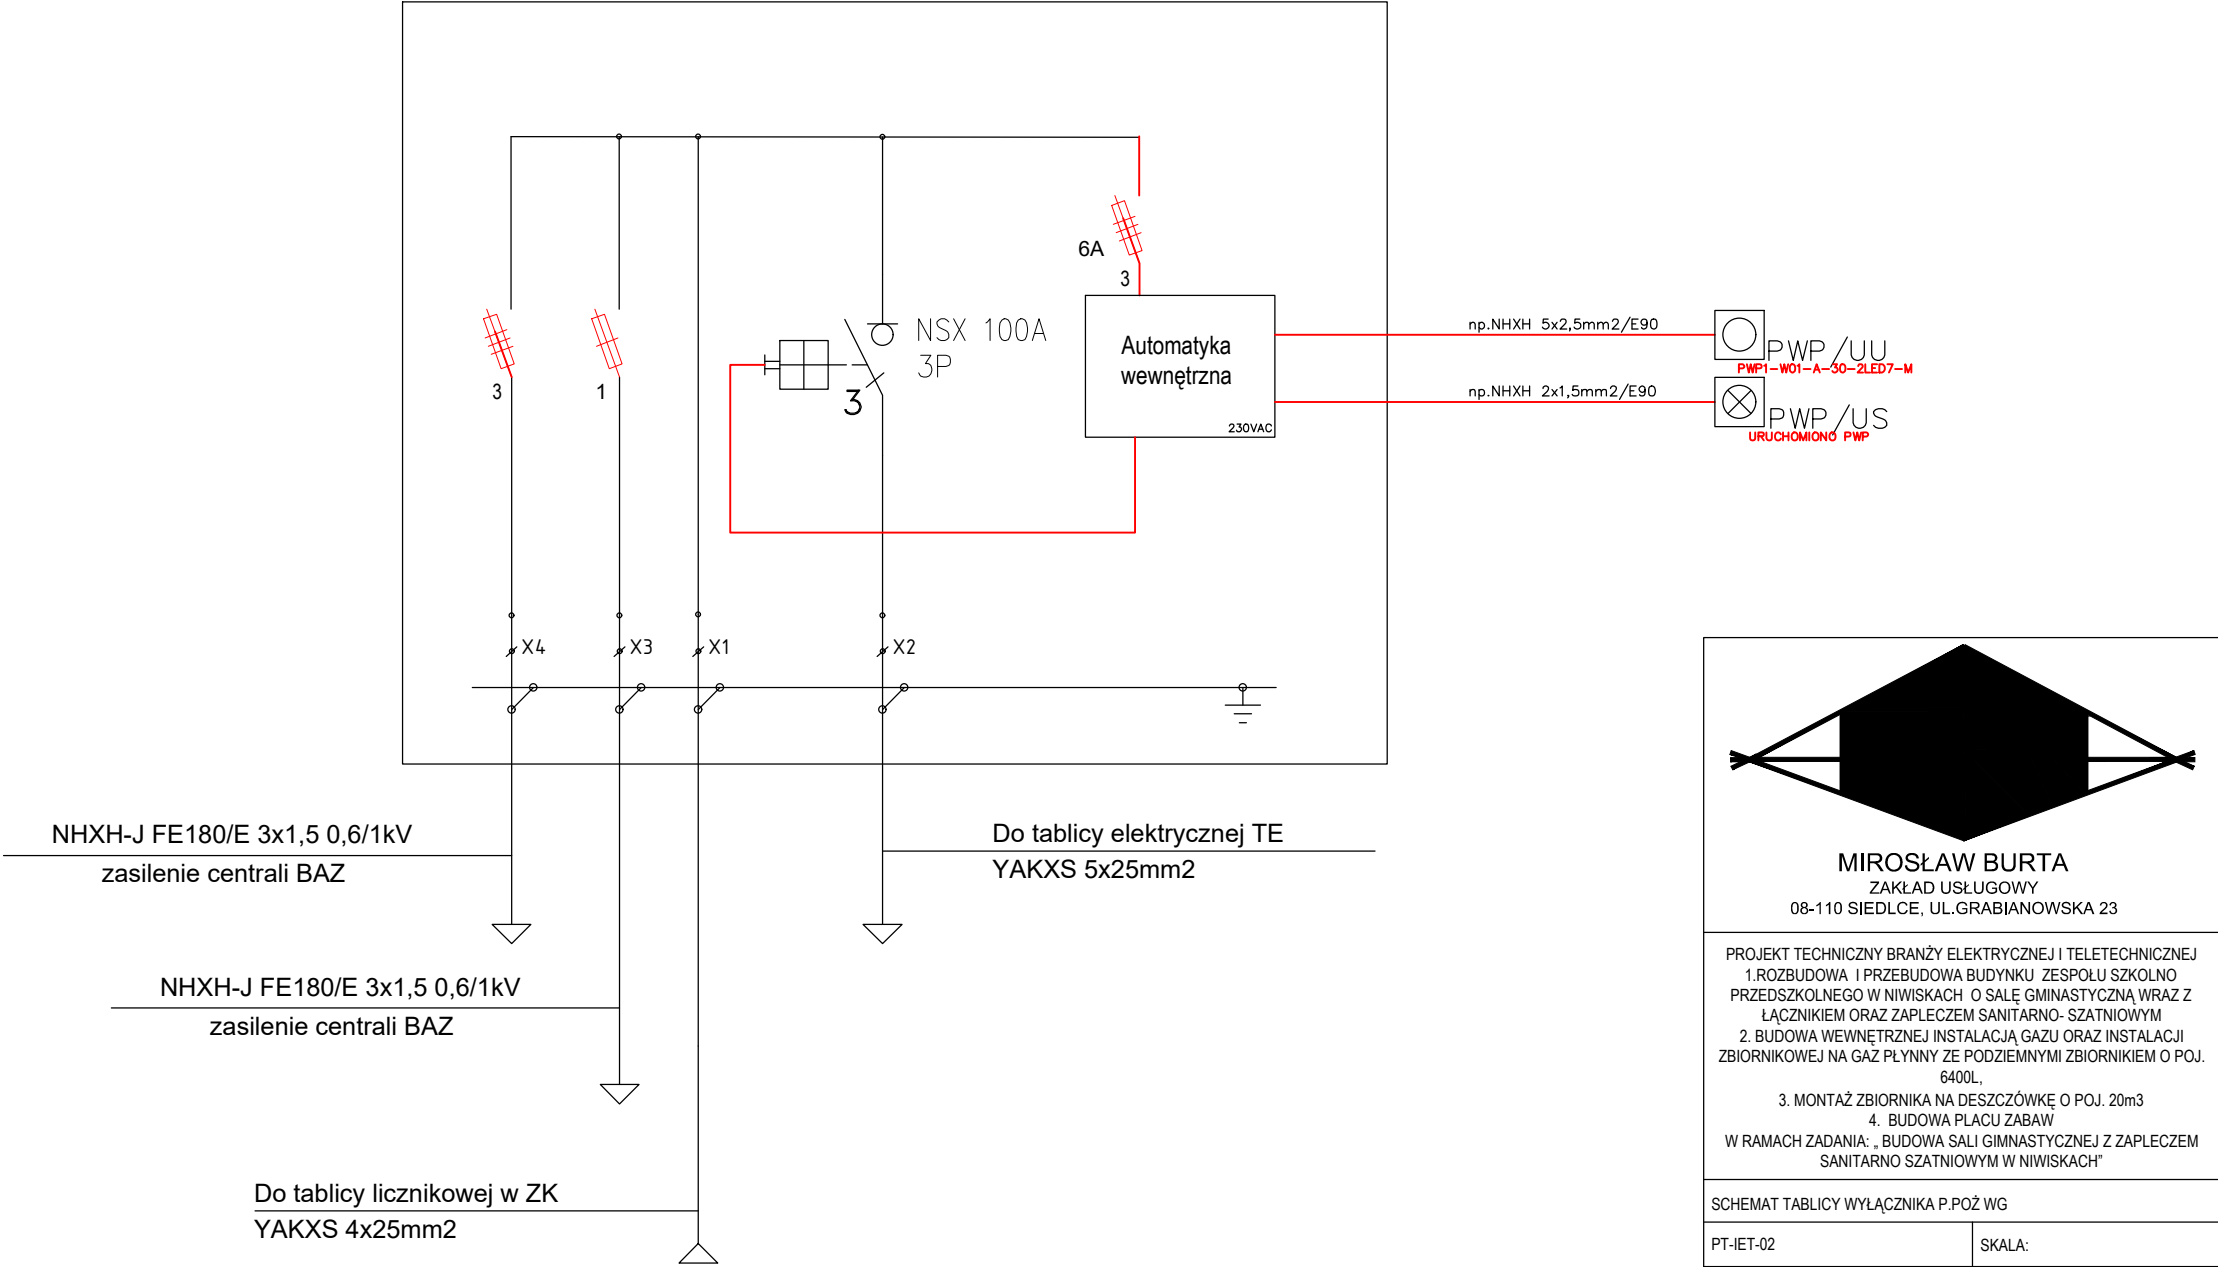 6A
3
3
1
NSX 100A
3P
3
Automatyka
wewnętrzna
230VAC
np.NHXH 5x2,5mm2/E90
PWP/UU
PWP1-W01-A-30-2LED7-M
np.NHXH 2x1,5mm2/E90
PWP/US
URUCHOMIONO PWP
X4
X3
X1
X2
NHXH-J FE180/E 3x1,5 0,6/1kV
zasilenie centrali BAZ
Do tablicy elektrycznej TE
YAKXS 5x25mm2
NHXH-J FE180/E 3x1,5 0,6/1kV
zasilenie centrali BAZ
Do tablicy licznikowej w ZK
YAKXS 4x25mm2
MIROSŁAW BURTA
ZAKŁAD USŁUGOWY
08-110 SIEDLCE, UL.GRABIANOWSKA 23
PROJEKT TECHNICZNY BRANŻY ELEKTRYCZNEJ I TELETECHNICZNEJ
1.ROZBUDOWA I PRZEBUDOWA BUDYNKU ZESPOŁU SZKOLNO
PRZEDSZKOLNEGO W NIWISKACH O SALĘ GMINASTYCZNĄ WRAZ Z
ŁĄCZNIKIEM ORAZ ZAPLECZEM SANITARNO- SZATNIOWYM
2. BUDOWA WEWNĘTRZNEJ INSTALACJĄ GAZU ORAZ INSTALACJI
ZBIORNIKOWEJ NA GAZ PŁYNNY ZE PODZIEMNYMI ZBIORNIKIEM O POJ.
6400L,
3. MONTAŻ ZBIORNIKA NA DESZCZÓWKĘ O POJ. 20m3
4. BUDOWA PLACU ZABAW
W RAMACH ZADANIA: „ BUDOWA SALI GIMNASTYCZNEJ Z ZAPLECZEM
SANITARNO SZATNIOWYM W NIWISKACH”
SCHEMAT TABLICY WYŁĄCZNIKA P.POŻ WG
PT-IET-02
SKALA: